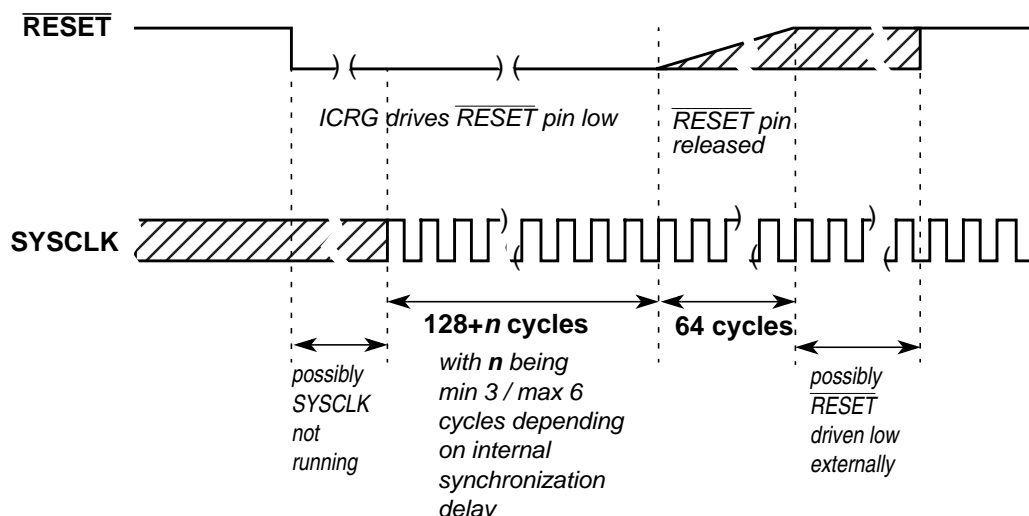 RESET
ICRG drives RESET pin low
RESET pin
released
SYSCLK
128+n cycles
with n being
min 3 / max 6
cycles depending
on internal
synchronization
delay
64 cycles
possibly
SYSCLK
not
running
possibly
RESET
driven low
externally